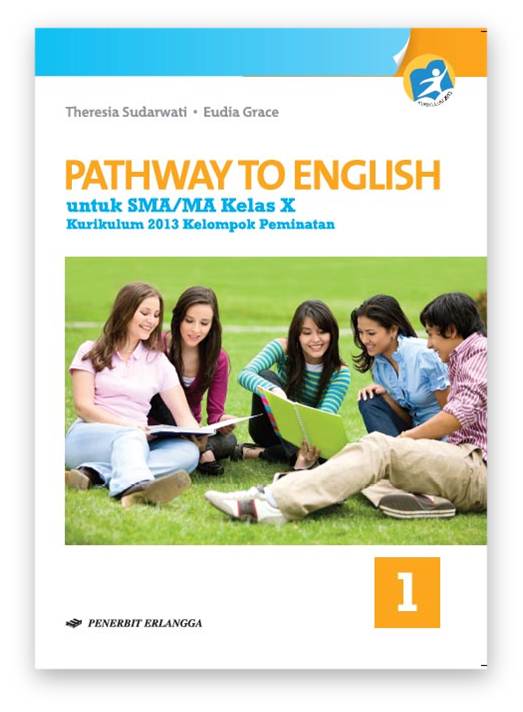 Theresia Sudarwati • Eudia Grace
PATHWAY TO ENGLISH
untuk SMA/MA Kelas X
Kurikulum 2013 Kelompok Peminatan
1
PENERBIT ERLANGGA